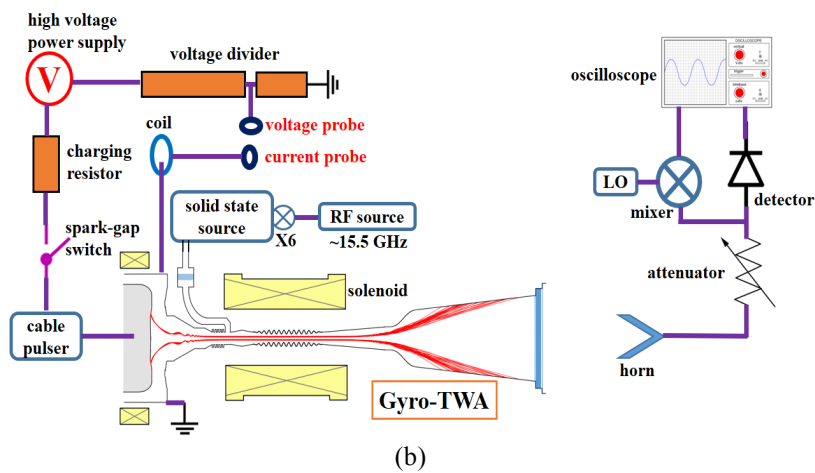 high voltage
power supply
V
voltage divider
voltage probe
coil
current probe
charging
resistor
spark-gap
switch
cable
pulser
solid state
source
X6
RF source
~15.5 GHz
solenoid
Gyro-TWA
oscilloscope
OSCILLOSCOPE
LO
mixer
detector
attenuator
horn
(b)